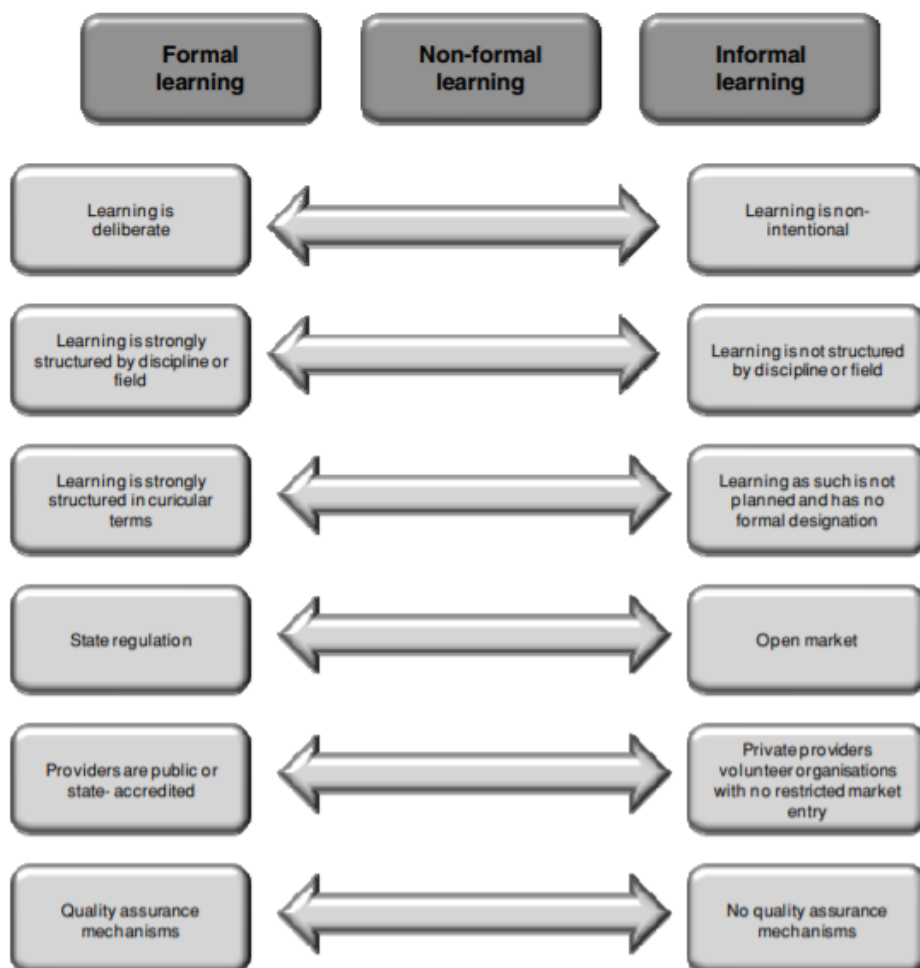 Formal
learning
Non-formal
learning
Informal
learning
Learning is
deliberate
Learning is non-
intentional
Learning is strongly
structured by discipline or
field
Learning is not structured
by discipline or field
Learning is strongly
structured in curicular
terms
Learning as such is not
planned and has no
formal designation
State regulation
Open market
Providers are public or
state- accredited
Private providers
volunteer organisations
with no restricted market
entry
Quality assurance
mechanisms
No quality assurance
mechanisms